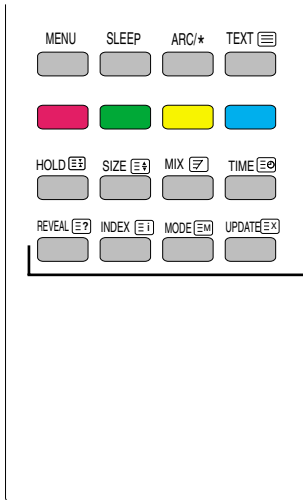 MENU SLEEP ARC/* TEXT
HOLD SIZE MIX TIME
REVEAL ? INDEX i MODE M UPDATE X